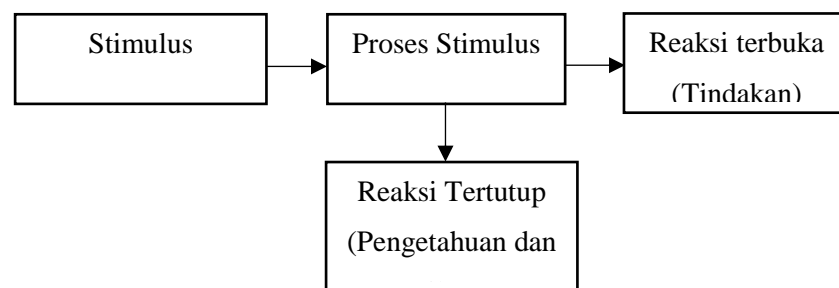 Stimulus
Proses Stimulus
Reaksi terbuka
(Tindakan)
Reaksi Tertutup
(Pengetahuan dan